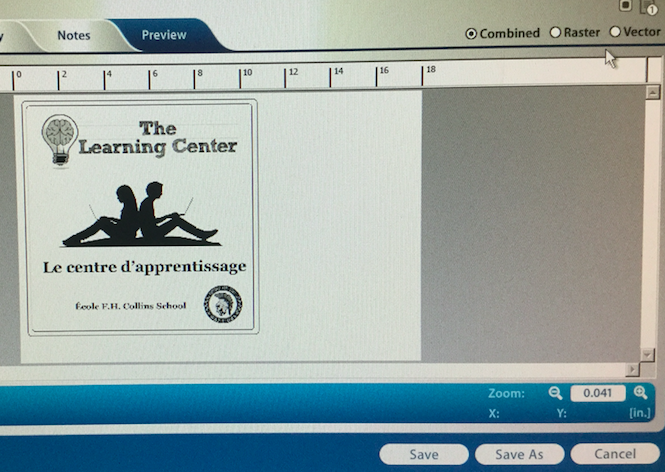 Notes
Preview
Combined
Raster
Vector
0 2 4 6 8 10 12 14 16 18
The
Learning Center
Le centre d'apprentissage
École F.H. Collins School
Zoom:
0.041
X:
Y:
[in.]
Save
Save As
Cancel